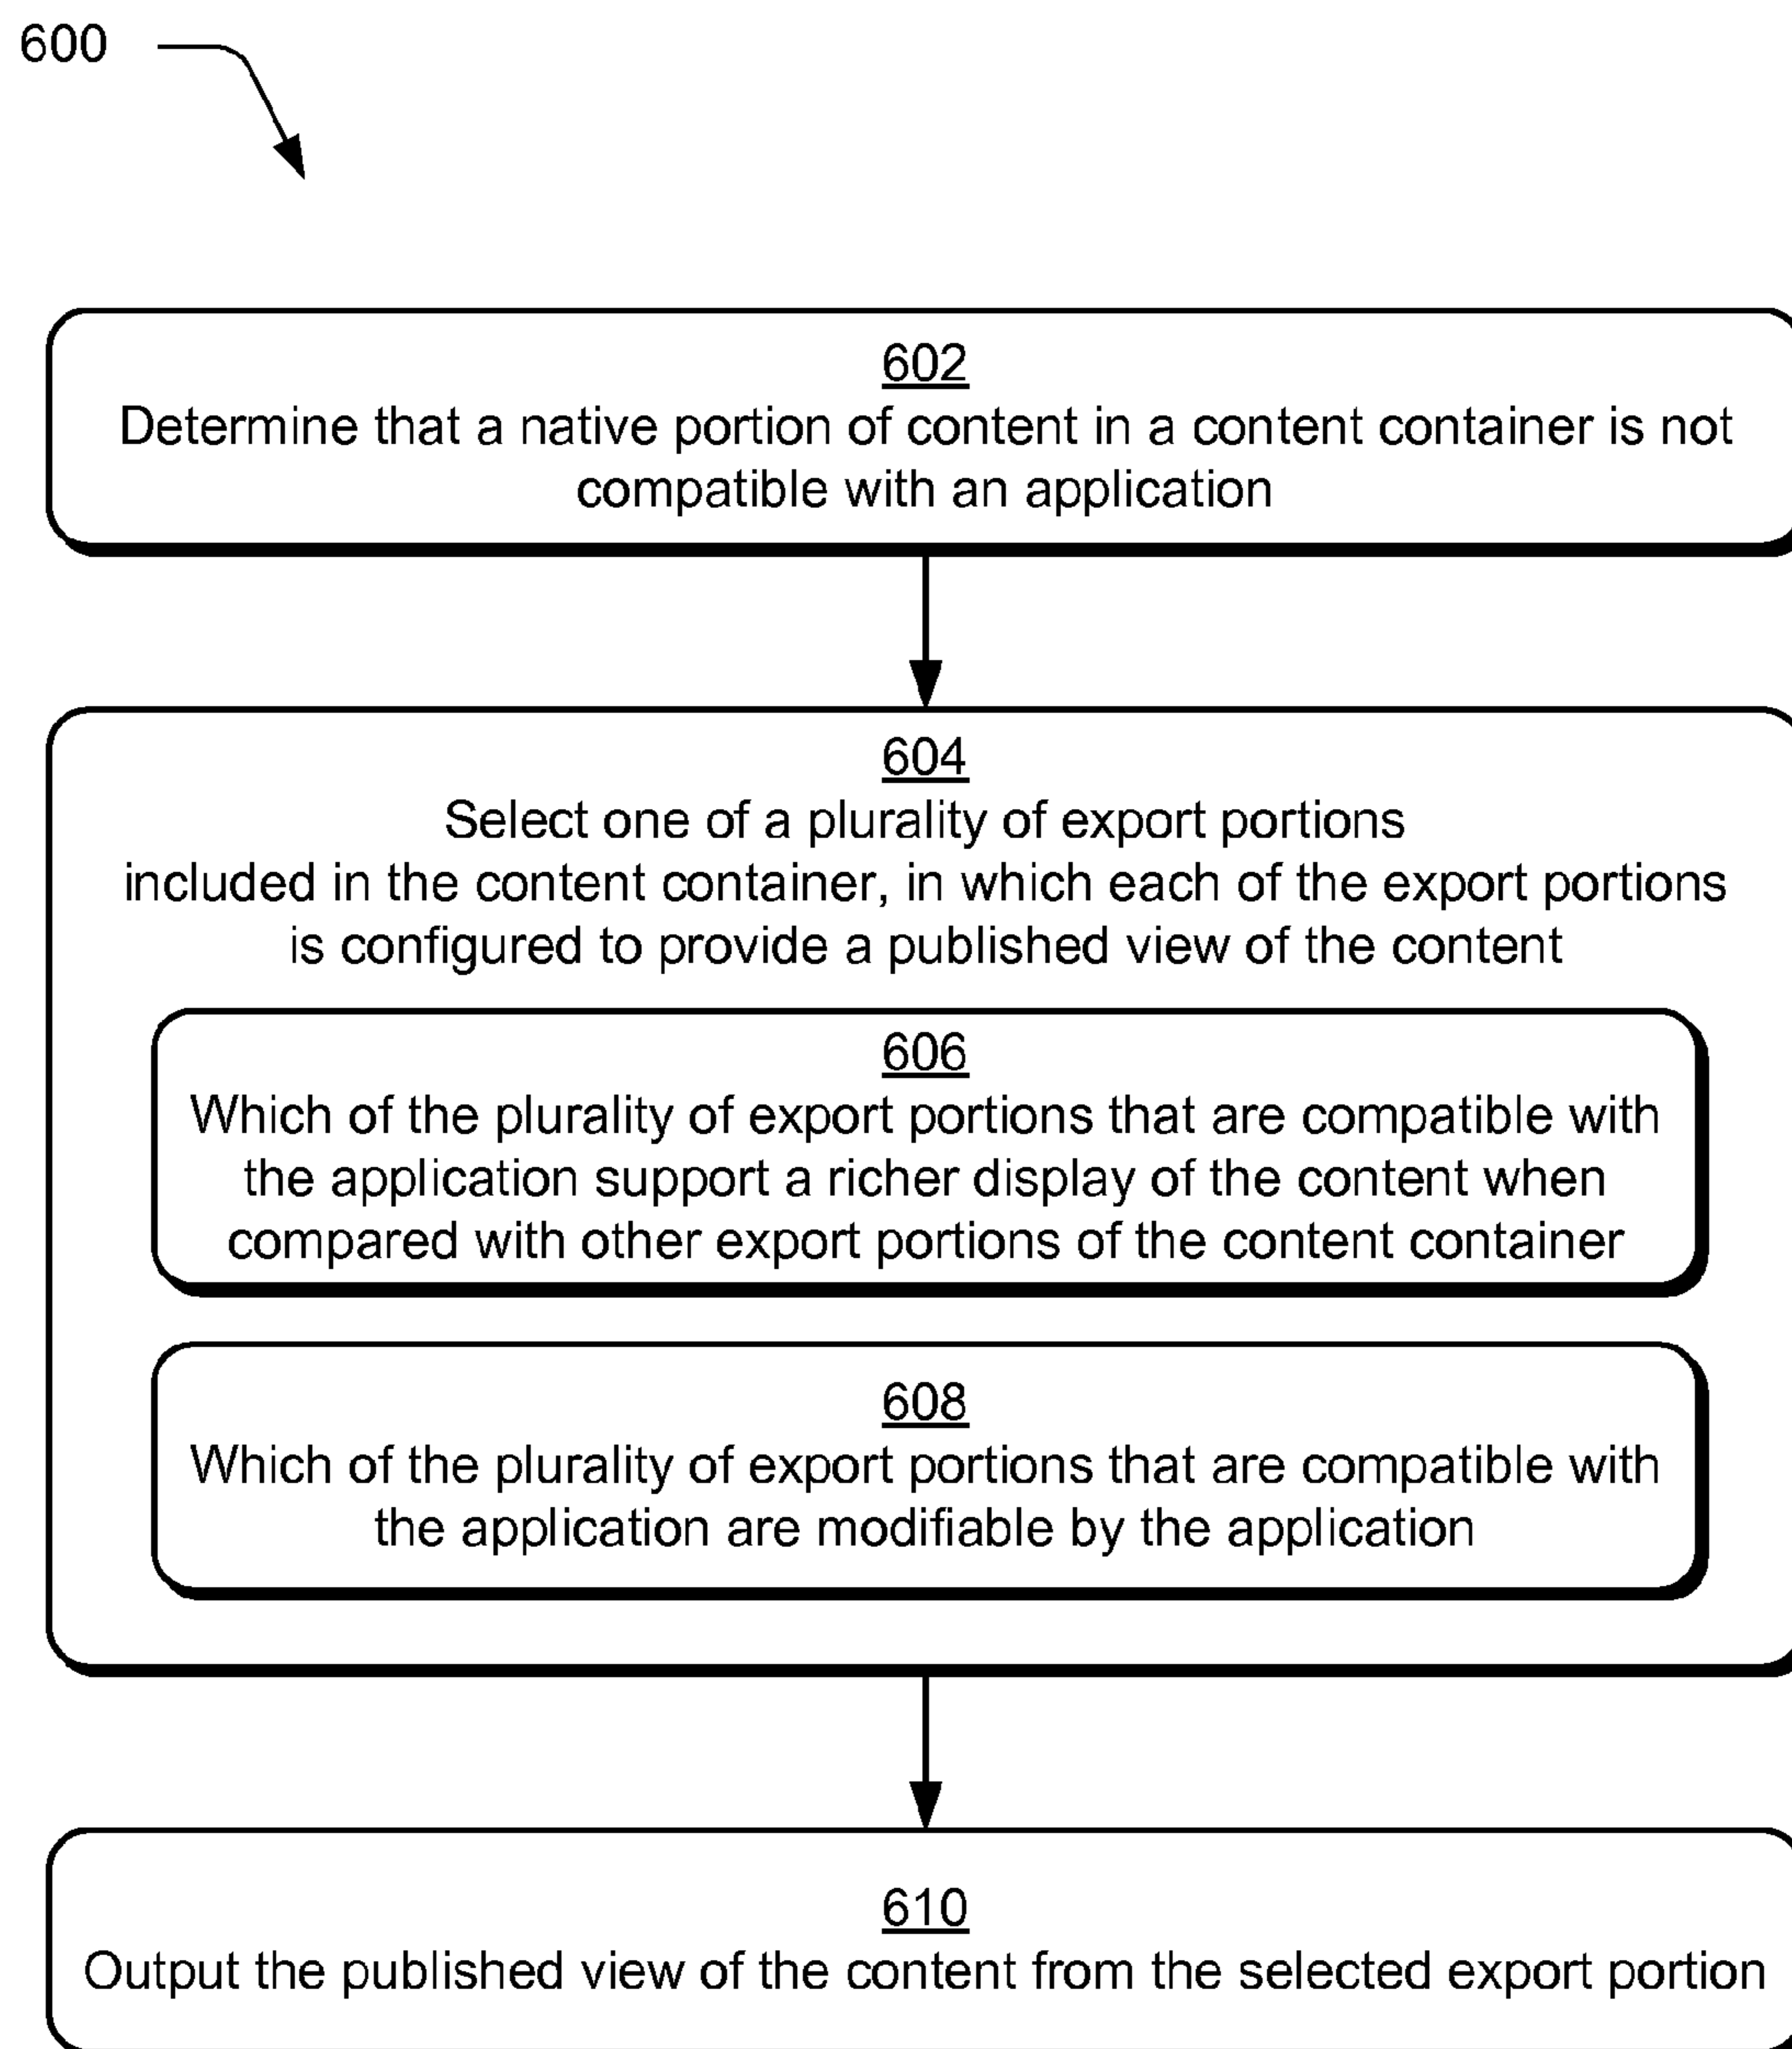 600
602
Determine that a native portion of content in a content container is not
compatible with an application
604
Select one of a plurality of export portions
included in the content container, in which each of the export portions
is configured to provide a published view of the content
606
Which of the plurality of export portions that are compatible with
the application support a richer display of the content when
compared with other export portions of the content container
608
Which of the plurality of export portions that are compatible with
the application are modifiable by the application
610
Output the published view of the content from the selected export portion